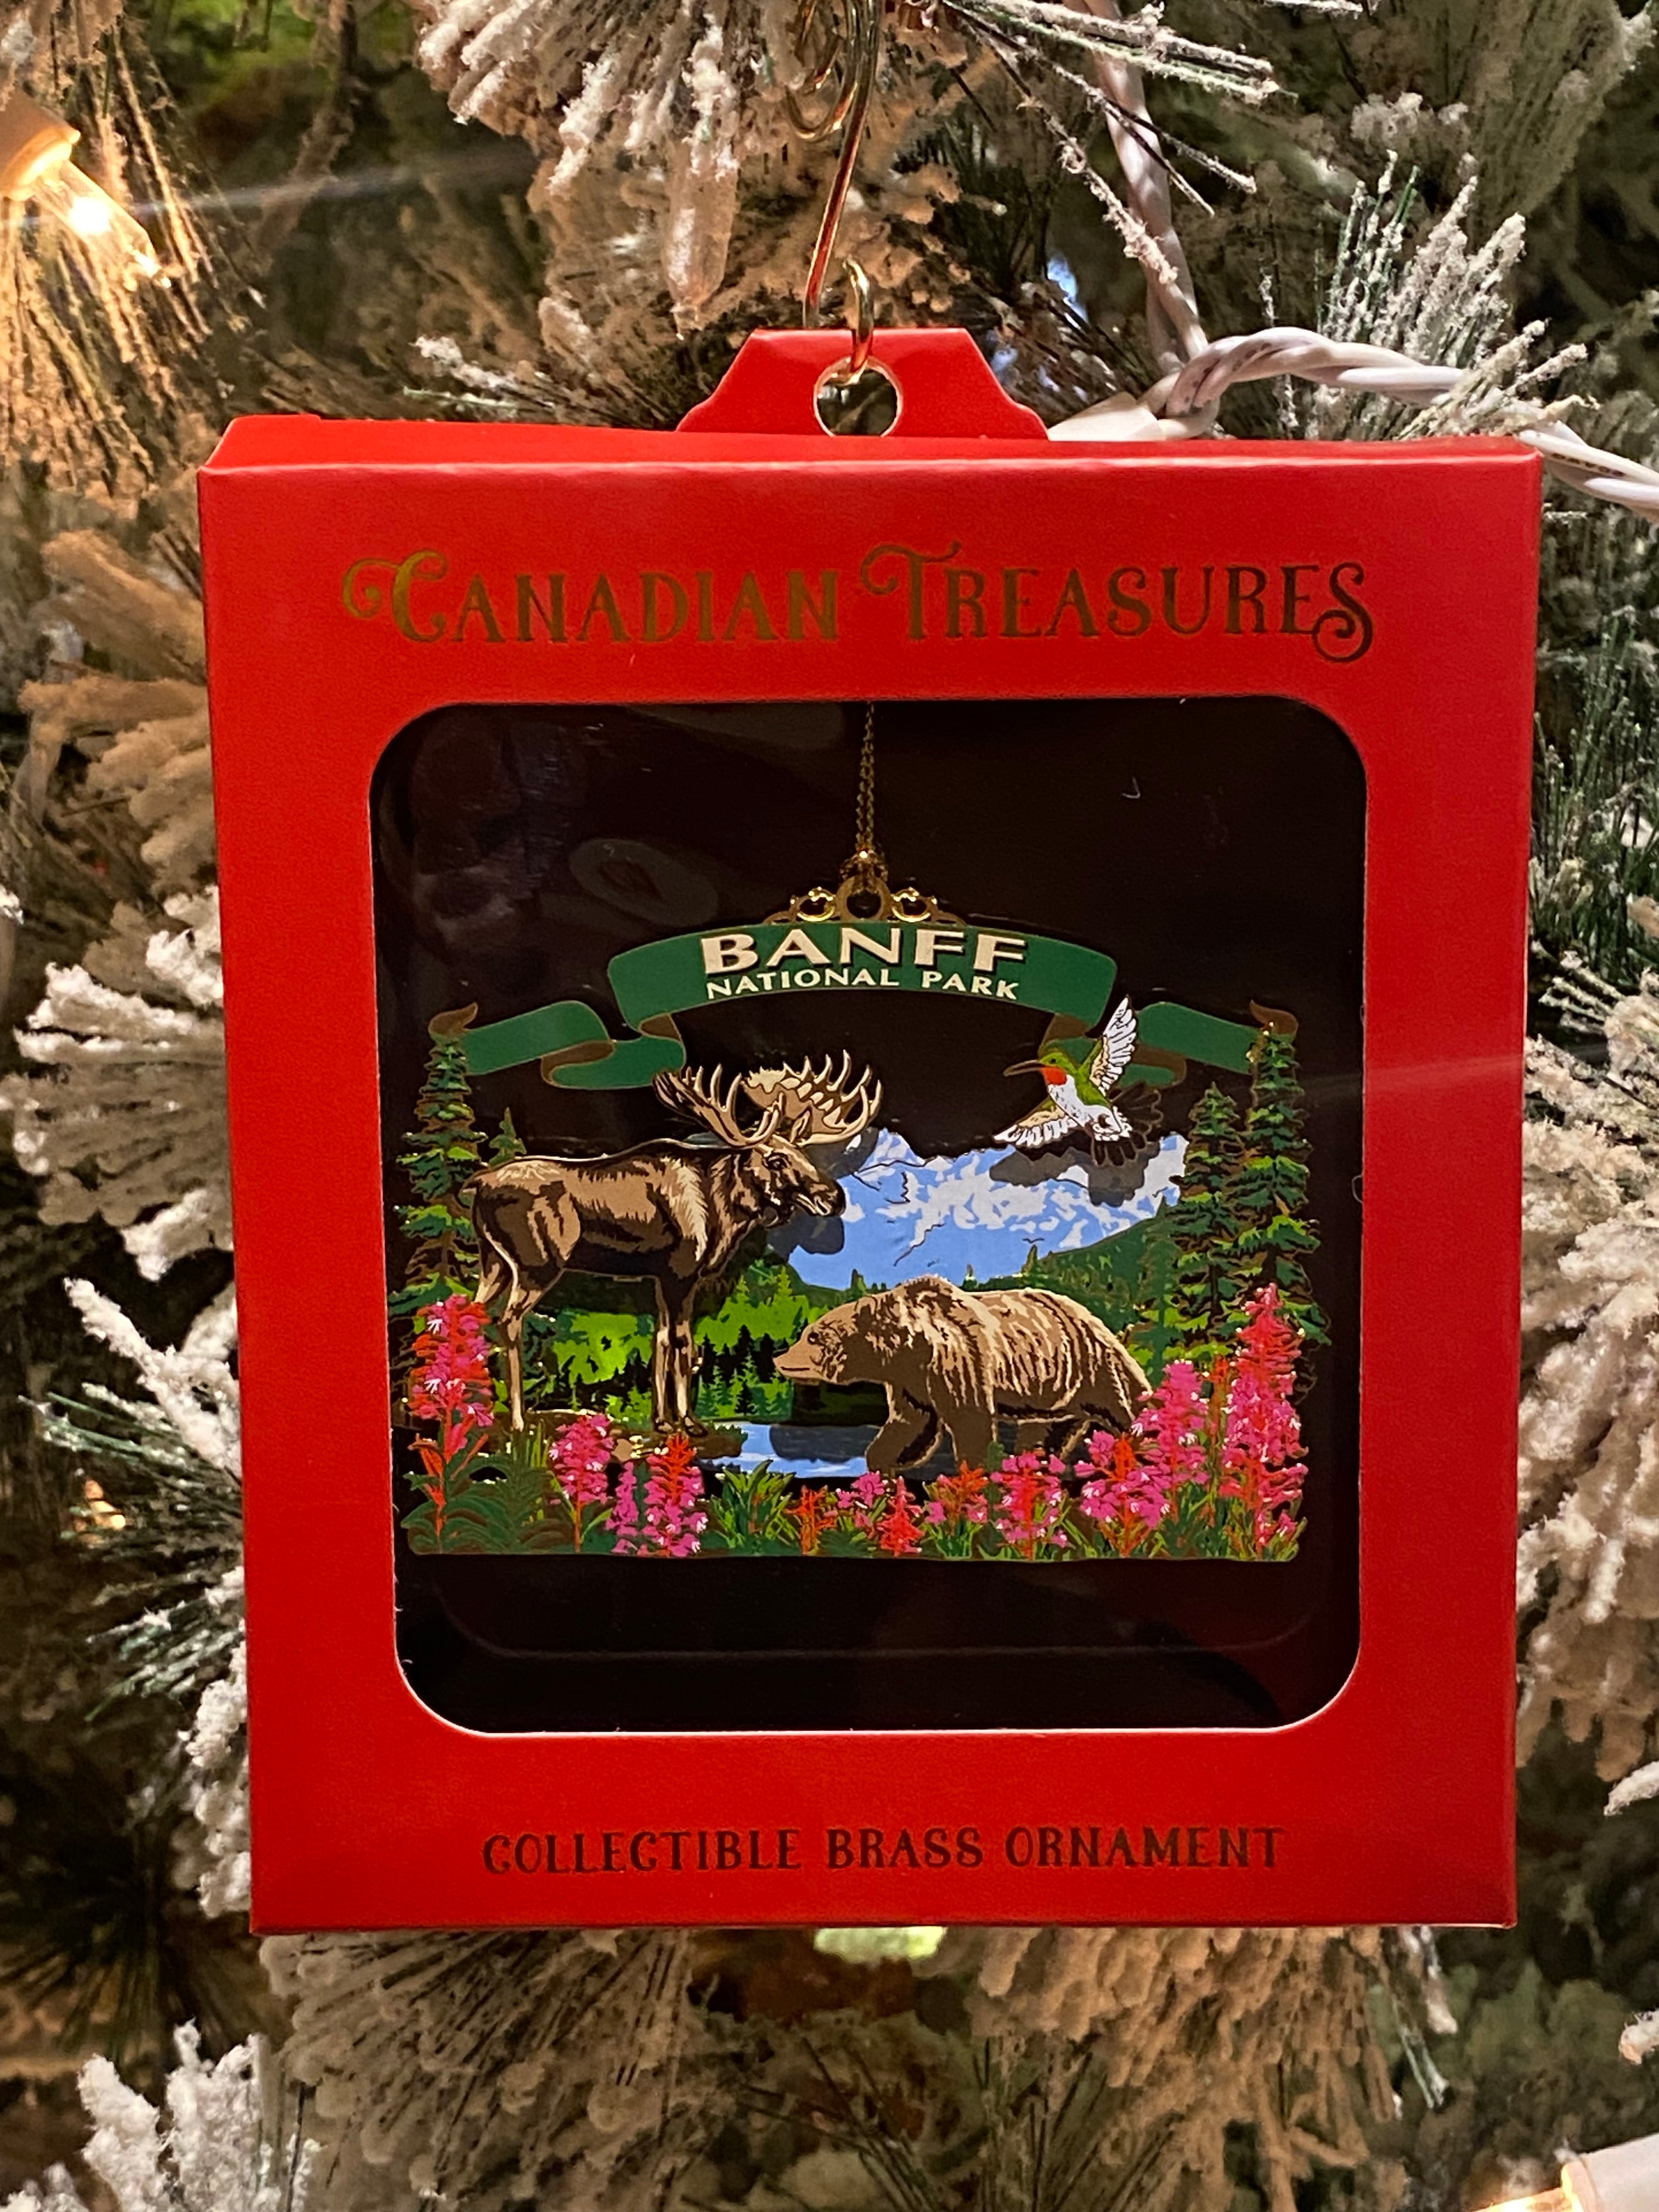 CANADIAN TREASURES
BANFF
NATIONAL PARK
COLLECTIBLE BRASS ORNAMENT